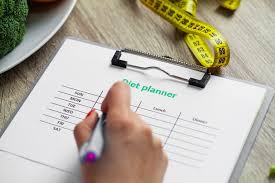 Diet planner
Lunch
Dinner
SUN
MON
TUE
WED
THU
FRI
SAT